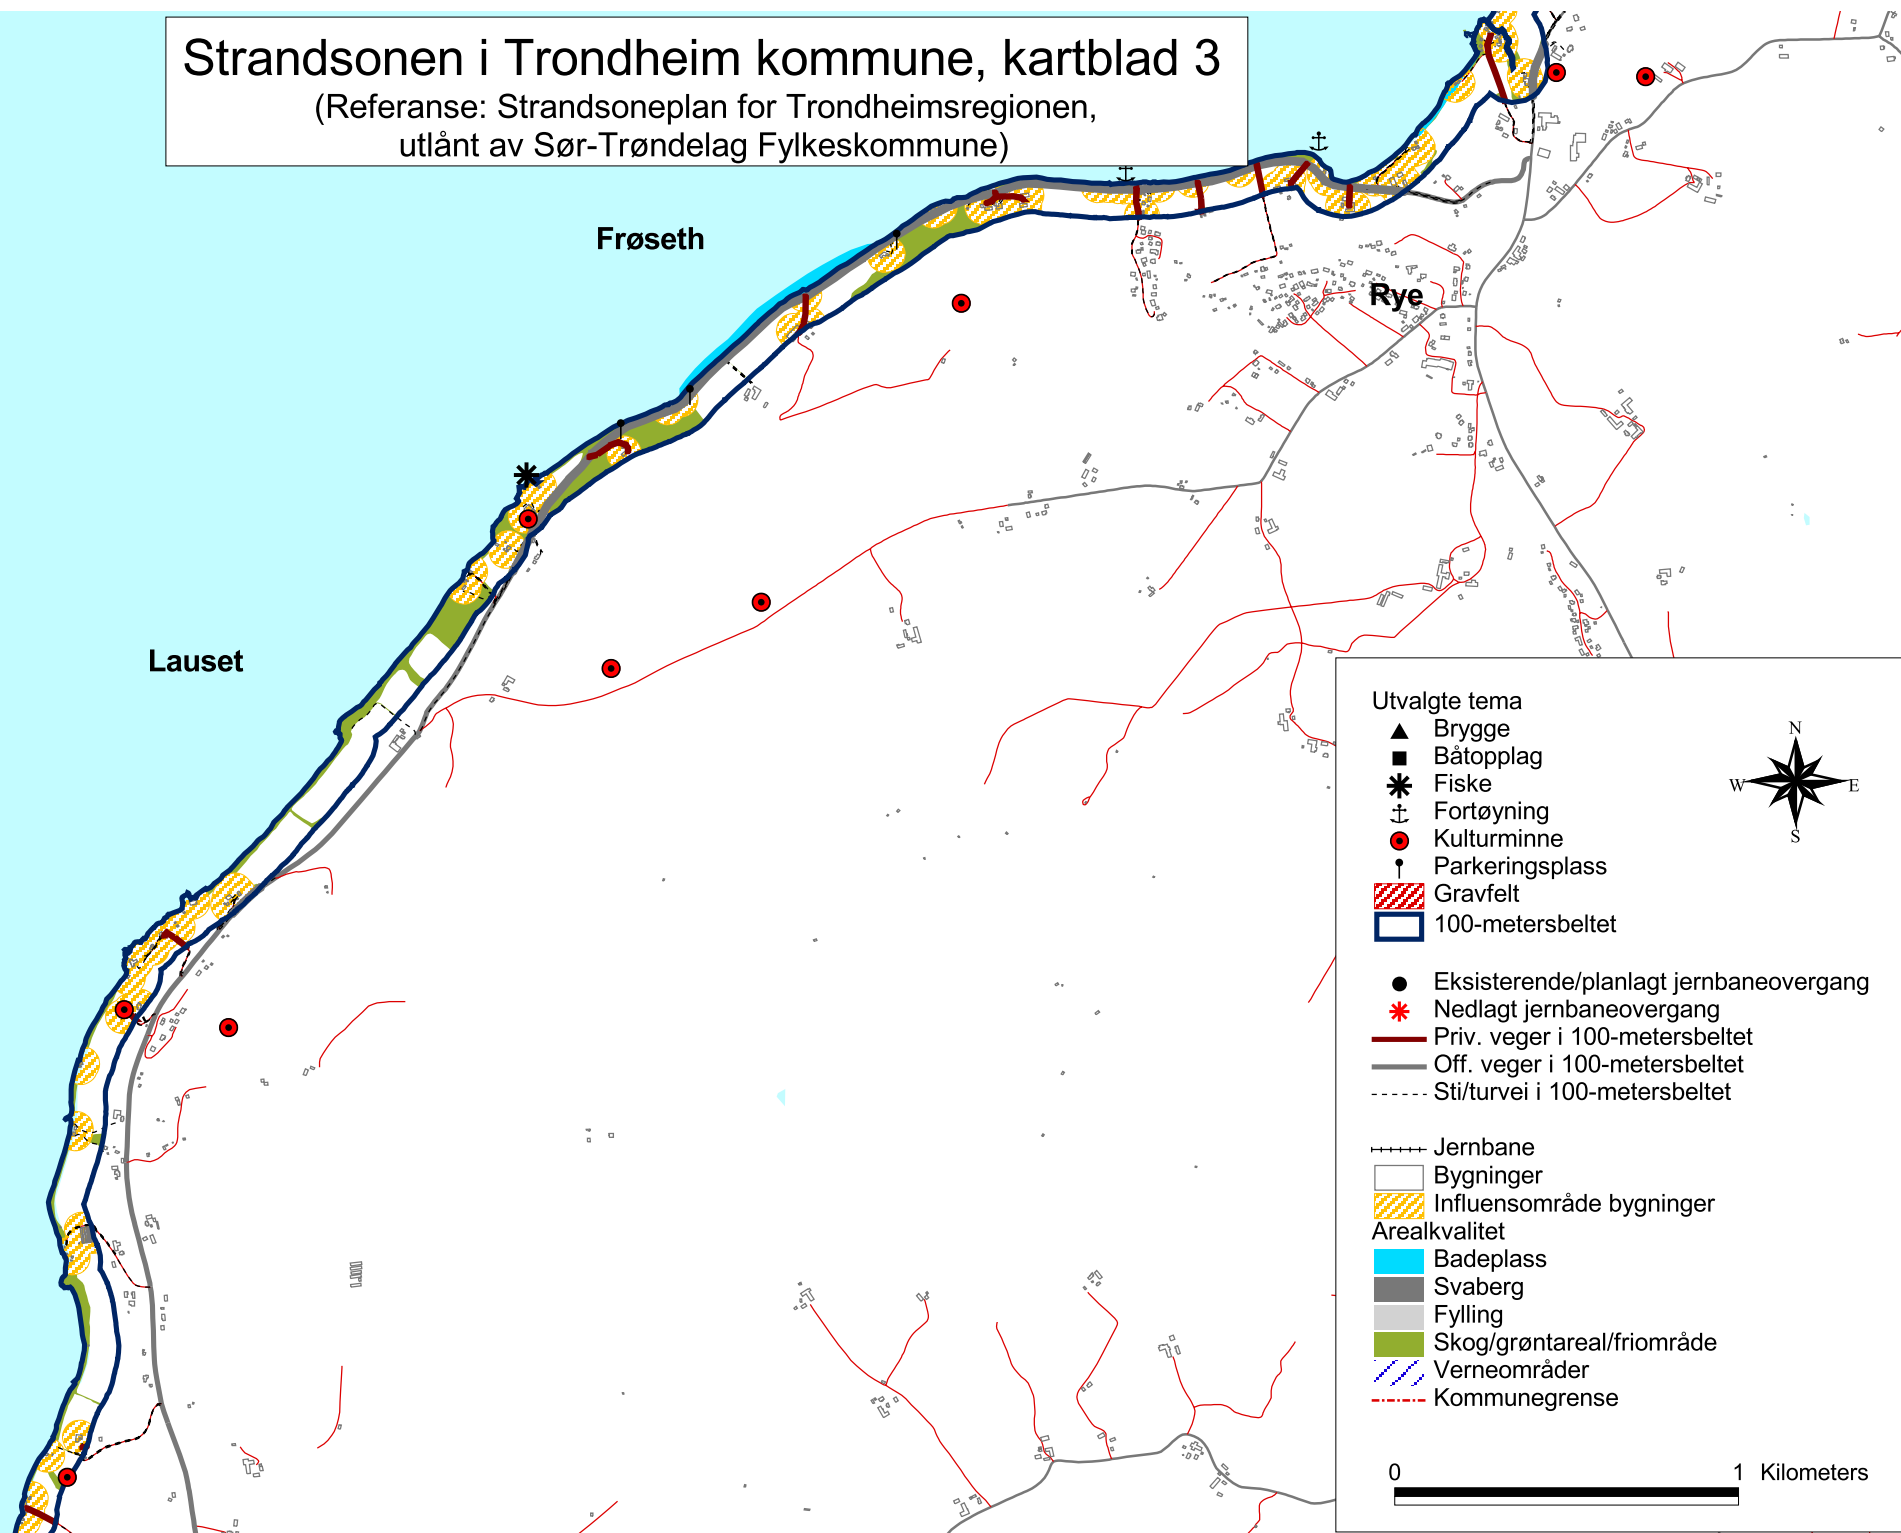 Strandsonen i Trondheim kommune, kartblad 3
(Referanse: Strandsoneplan for Trondheimsregionen,
utlånt av Sør-Trøndelag Fylkeskommune)
Frøseth
Rye
Lauset
Utvalgte tema
Brygge
Båtopplag
Fiske
Fortøyning
Kulturminne
Parkeringsplass
Gravfelt
100-metersbeltet
N
W
E
S
Eksisterende/planlagt jernbaneovergang
Nedlagt jernbaneovergang
Priv. veger i 100-metersbeltet
Off. veger i 100-metersbeltet
Sti/turvei i 100-metersbeltet
Jernbane
Bygninger
Influensområde bygninger
Arealkvalitet
Badeplass
Svaberg
Fylling
Skog/grøntareal/friområde
Verneområder
Kommunegrense
0 1 Kilometers